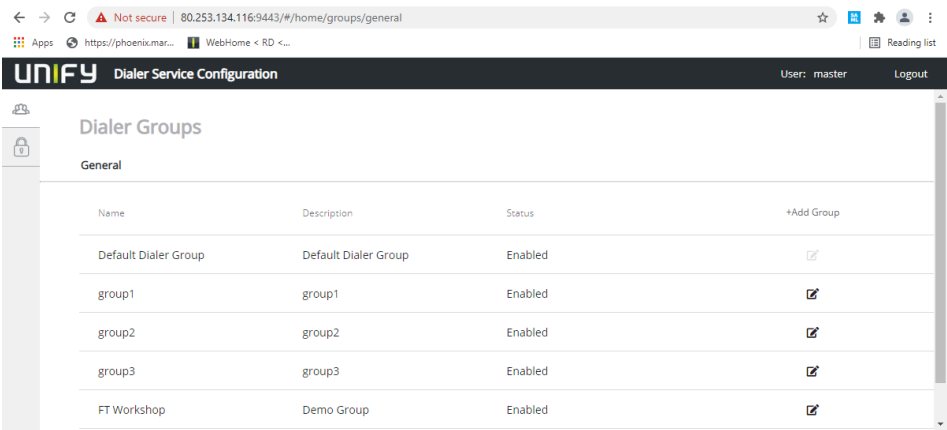 Not secure | 80.253.134.116:9443/#/home/groups/general
Apps https://phoenix.mar... WebHome < RD <... Reading list
UNIFY Dialer Service Configuration User: master Logout
Dialer Groups
General
Name Description Status +Add Group
Default Dialer Group Default Dialer Group Enabled
group1 group1 Enabled
group2 group2 Enabled
group3 group3 Enabled
FT Workshop Demo Group Enabled